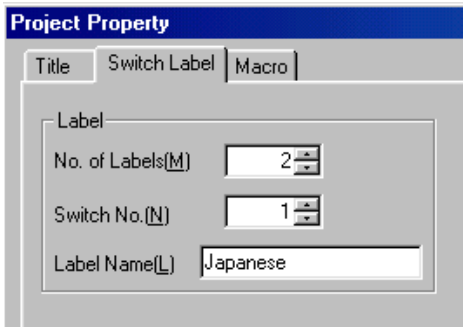 Project Property
Title Switch Label Macro
Label
No. of Labels(M) 2
Switch No.(N) 1
Label Name(L) Japanese